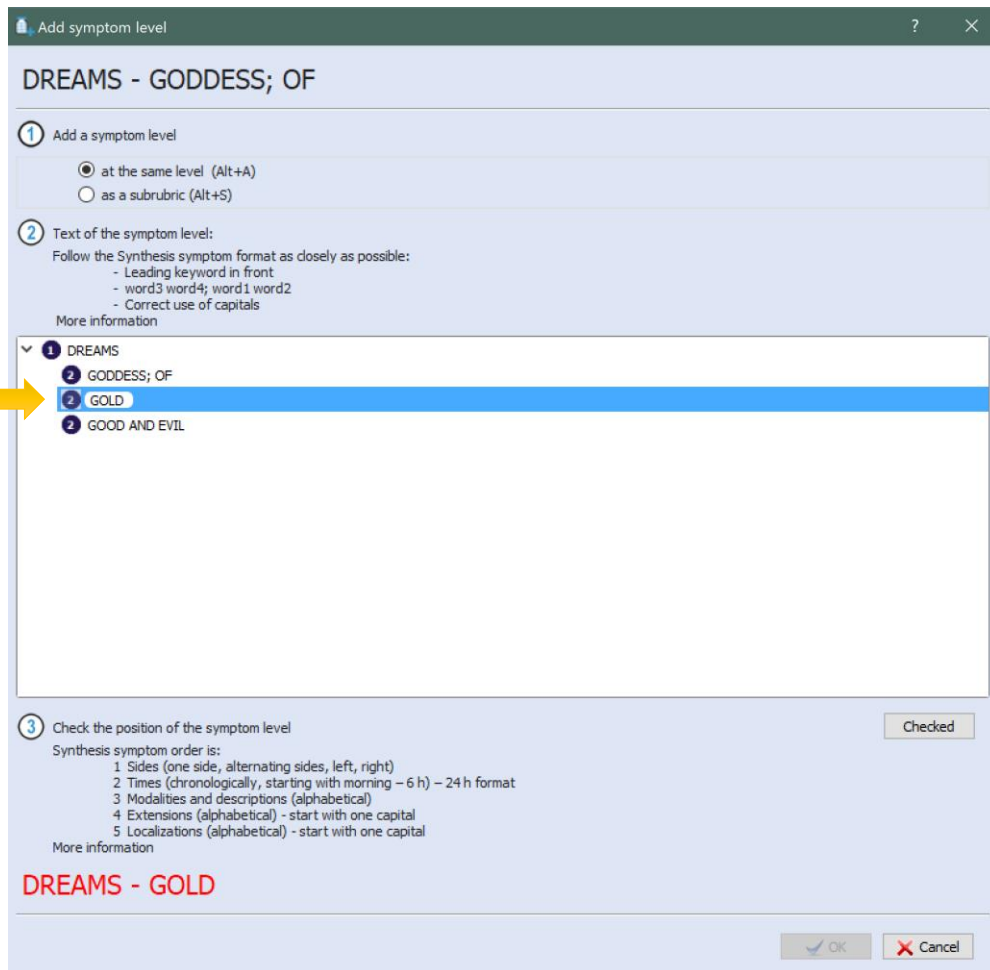 Add symptom level ?
DREAMS - GODDESS; OF
1 Add a symptom level
at the same level (Alt+A)
as a subrubric (Alt+S)
2 Text of the symptom level:
Follow the Synthesis symptom format as closely as possible:
- Leading keyword in front
- word3 word4; word1 word2
- Correct use of capitals
More information
1 DREAMS
2 GODDESS; OF
2 GOLD
2 GOOD AND EVIL
3 Check the position of the symptom level Checked
Synthesis symptom order is:
1 Sides (one side, alternating sides, left, right)
2 Times (chronologically, starting with morning – 6 h) – 24 h format
3 Modalities and descriptions (alphabetical)
4 Extensions (alphabetical) - start with one capital
5 Localizations (alphabetical) - start with one capital
More information
DREAMS - GOLD
OK Cancel